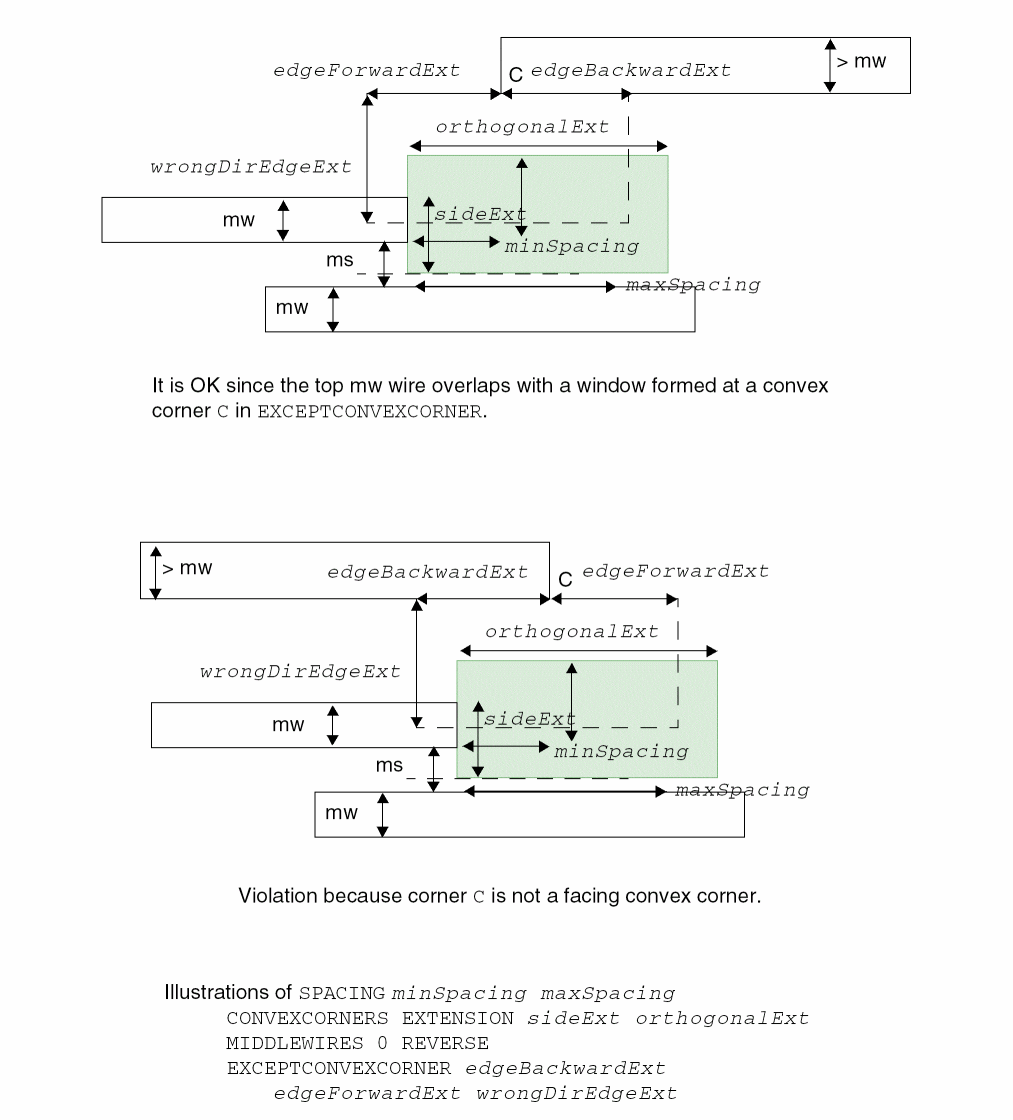 > mw
edgeForwardExt
C edgeBackwardExt
orthogonalExt
wrongDirEdgeExt
mw
sideExt
minSpacing
ms
maxSpacing
mw
It is OK since the top mw wire overlaps with a window formed at a convex
corner C in EXCEPTCONVEXCORNER.
> mw
edgeBackwardExt
C edgeForwardExt
orthogonalExt
wrongDirEdgeExt
mw
sideExt
minSpacing
ms
maxSpacing
mw
Violation because corner C is not a facing convex corner.
Illustrations of SPACING minSpacing maxSpacing
CONVEXCORNERS EXTENSION sideExt orthogonalExt
MIDDLEWIRES 0 REVERSE
EXCEPTCONVEXCORNER edgeBackwardExt
edgeForwardExt wrongDirEdgeExt